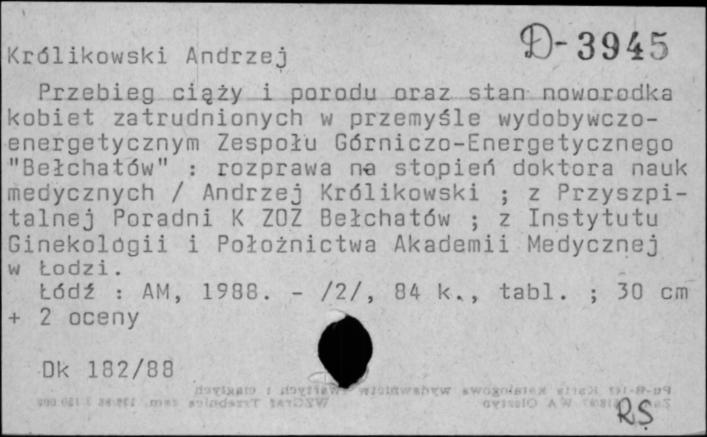 D-3945
Królikowski Andrzej
Przebieg ciąży i porodu oraz stan noworodka
kobiet zatrudnionych w przemyśle wydobywczo-
energetycznym Zespołu Górniczo-Energetycznego
"Bełchatów" : rozprawa na stopień doktora nauk
medycznych / Andrzej Królikowski ; z Przyszpi-
talnej Poradni K ZOZ Bełchatów ; z Instytutu
Ginekologii i Położnictwa Akademii Medycznej
w Łodzi.
Łódź : AM, 1988. - /2/, 84 k., tabl. ; 30 cm
+ 2 oceny
Dk 182/88
RS